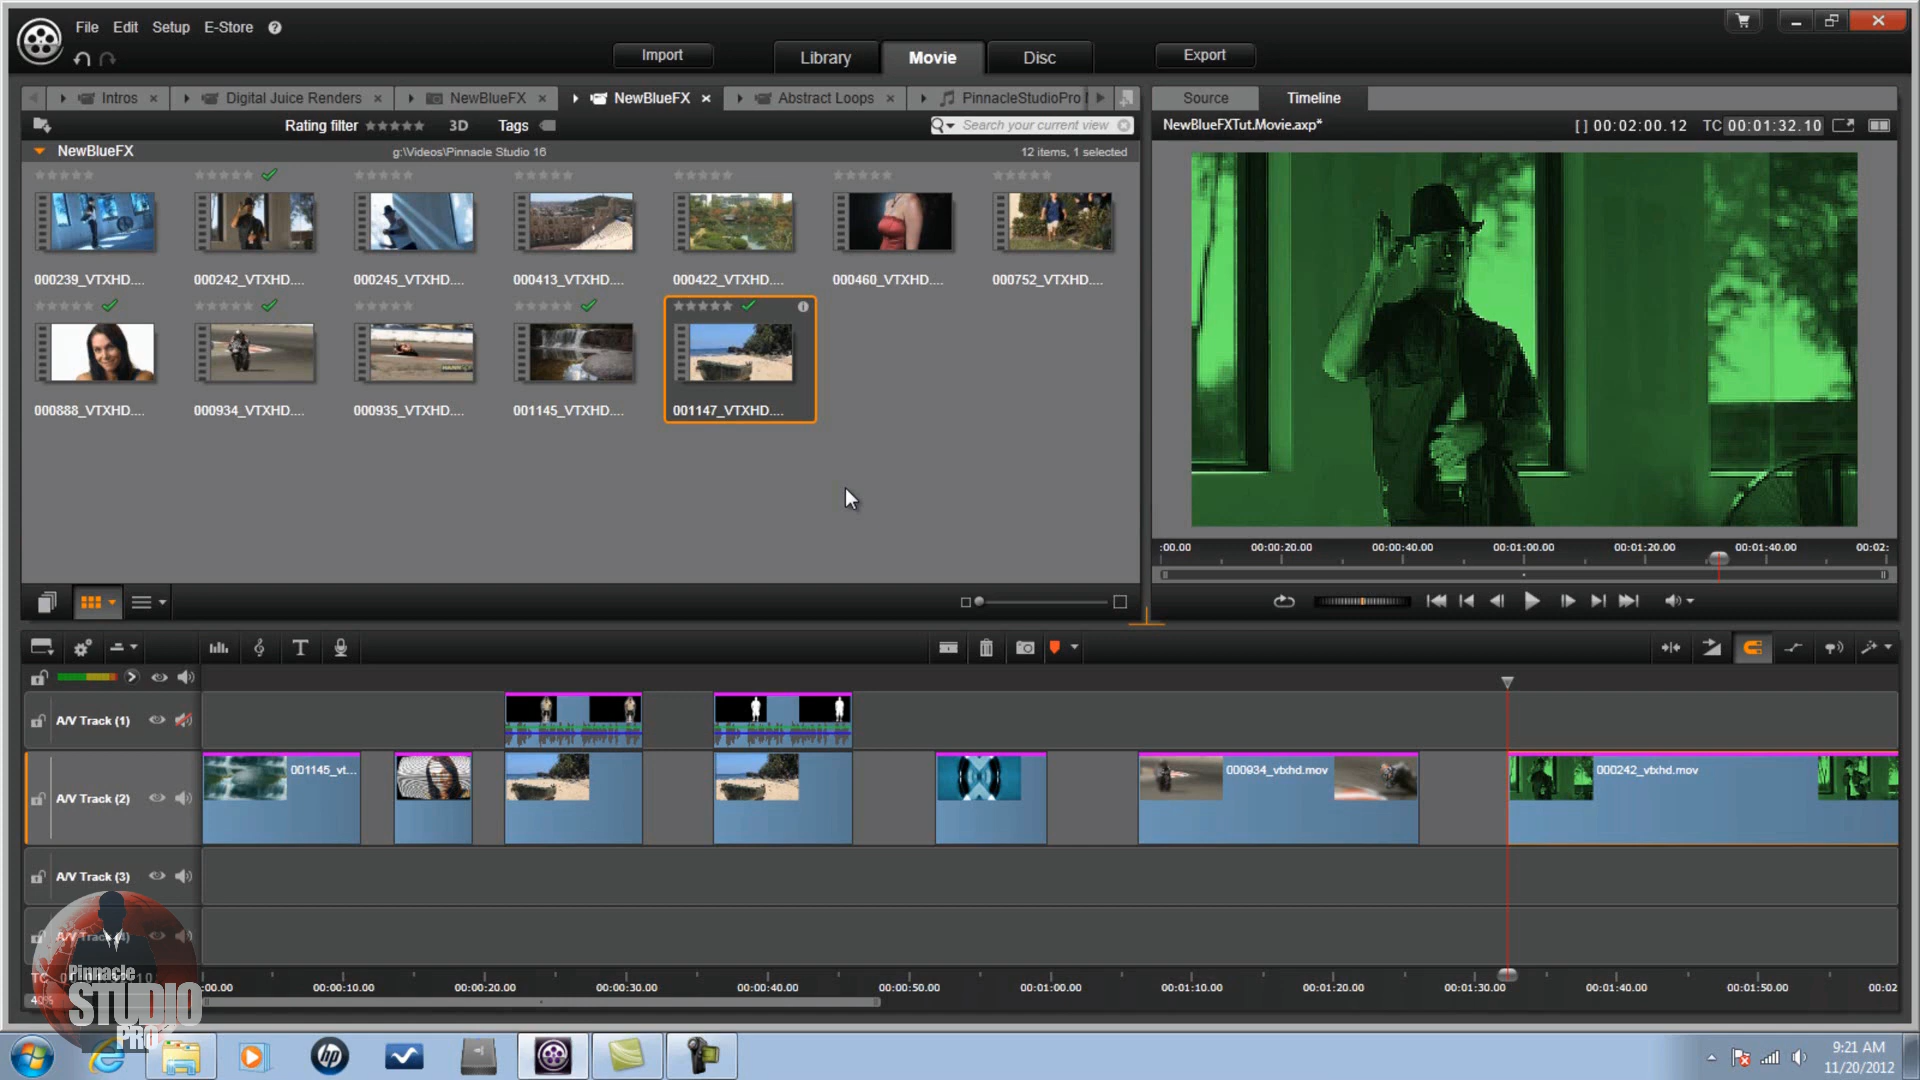 File Edit Setup E-Store ?
Import Library Movie Disc Export
Intros × Digital Juice Renders × NewBlueFX × NewBlueFX × Abstract Loops × PinnacleStudioPro
Source Timeline
Rating filter 3D Tags Search your current view
NewBlueFXTut.Movie.axp* [ ] 00:02:00.12 TC 00:01:32.10
NewBlueFX g:\Videos\Pinnacle Studio 16 12 items, 1 selected
000239_VTXHD.... 000242_VTXHD.... 000245_VTXHD.... 000413_VTXHD.... 000422_VTXHD.... 000460_VTXHD.... 000752_VTXHD....
000888_VTXHD.... 000934_VTXHD.... 000935_VTXHD.... 001145_VTXHD.... 001147_VTXHD....
:00.00 00:00:20.00 00:00:40.00 00:01:00.00 00:01:20.00 00:01:40.00 00:02:
A/V Track (1)
A/V Track (2) 001145_vt... 000934_vtxhd.mov 000242_vtxhd.mov
A/V Track (3)
A/V Track (4)
TC
:00.00 00:00:10.00 00:00:20.00 00:00:30.00 00:00:40.00 00:00:50.00 00:01:00.00 00:01:10.00 00:01:20.00 00:01:30.00 00:01:40.00 00:01:50.00 00:02
40%
Pinnacle
STUDIO
PRO
hp
9:21 AM
11/20/2012